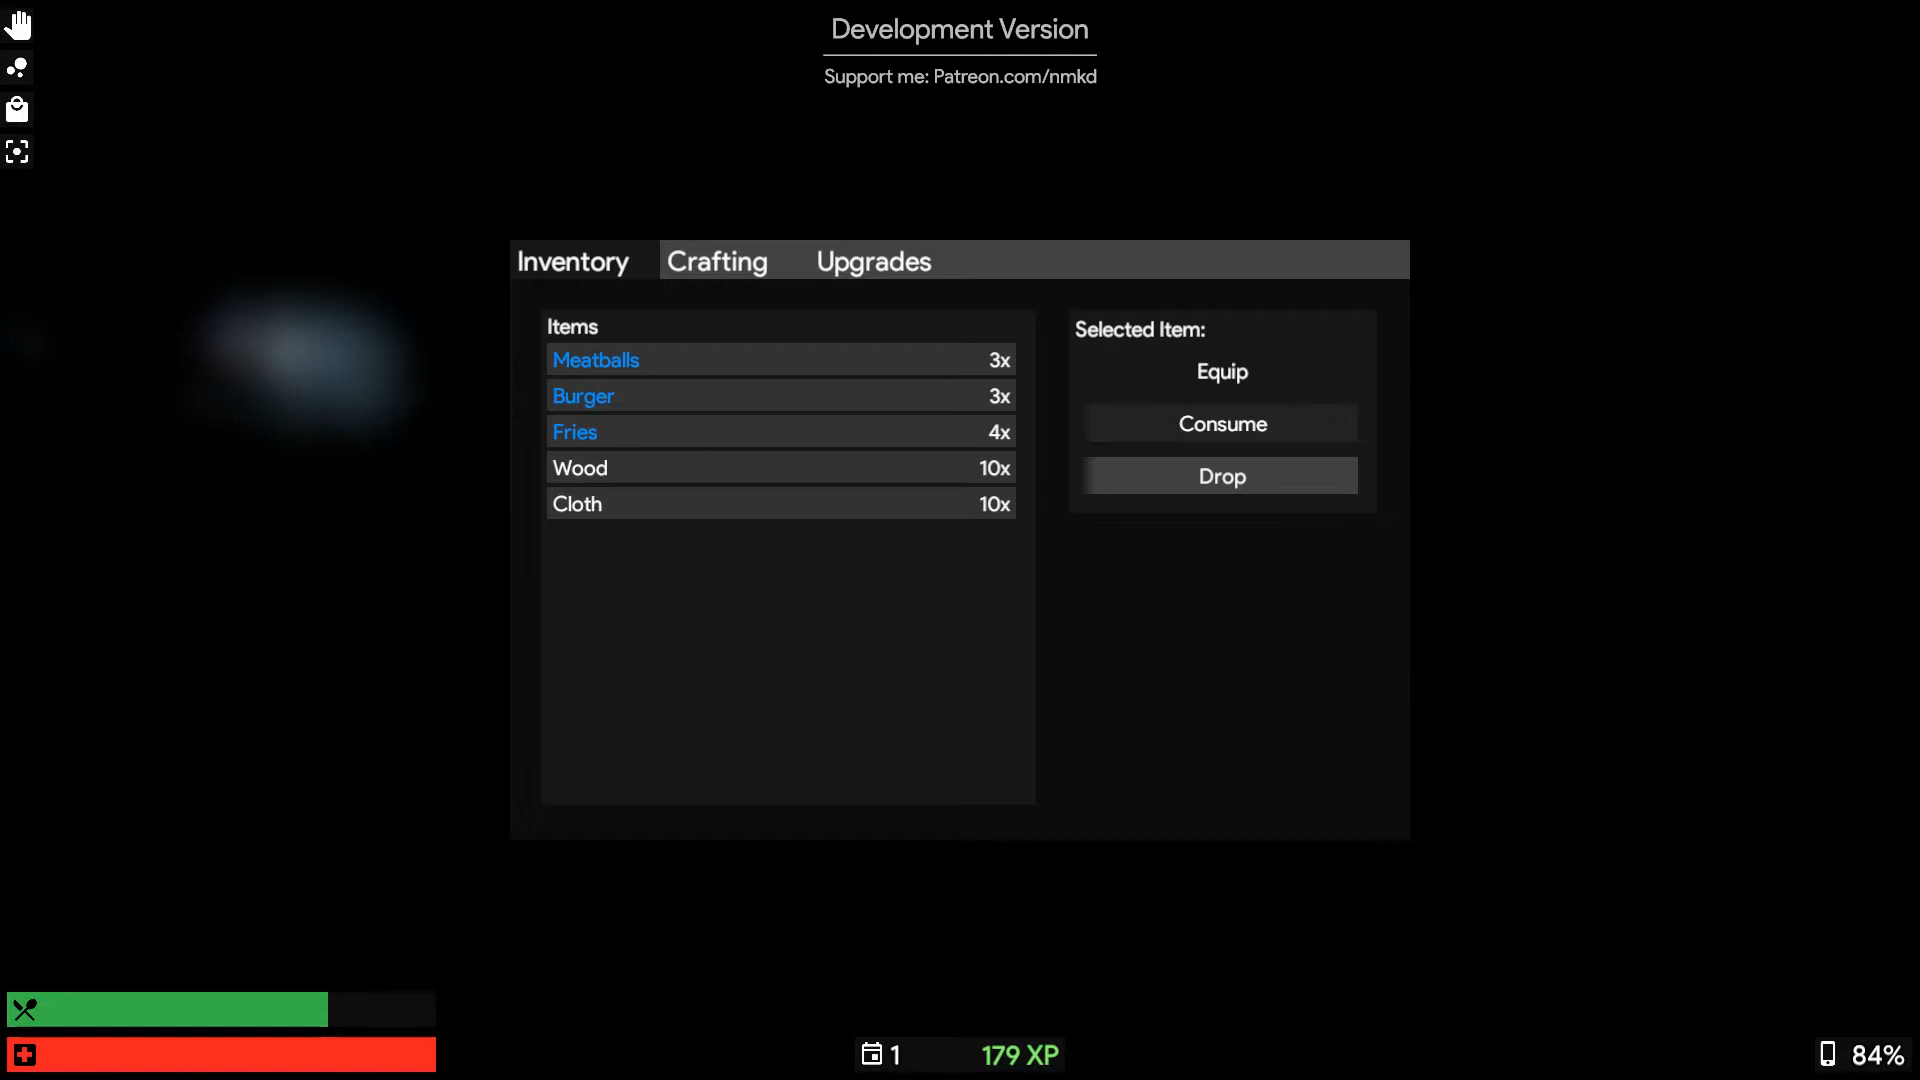 Development Version
Support me: Patreon.com/nmkd
Inventory
Crafting
Upgrades
Items
Meatballs 3x
Burger 3x
Fries 4x
Wood 10x
Cloth 10x
Selected Item:
Equip
Consume
Drop
1
179 XP
84%